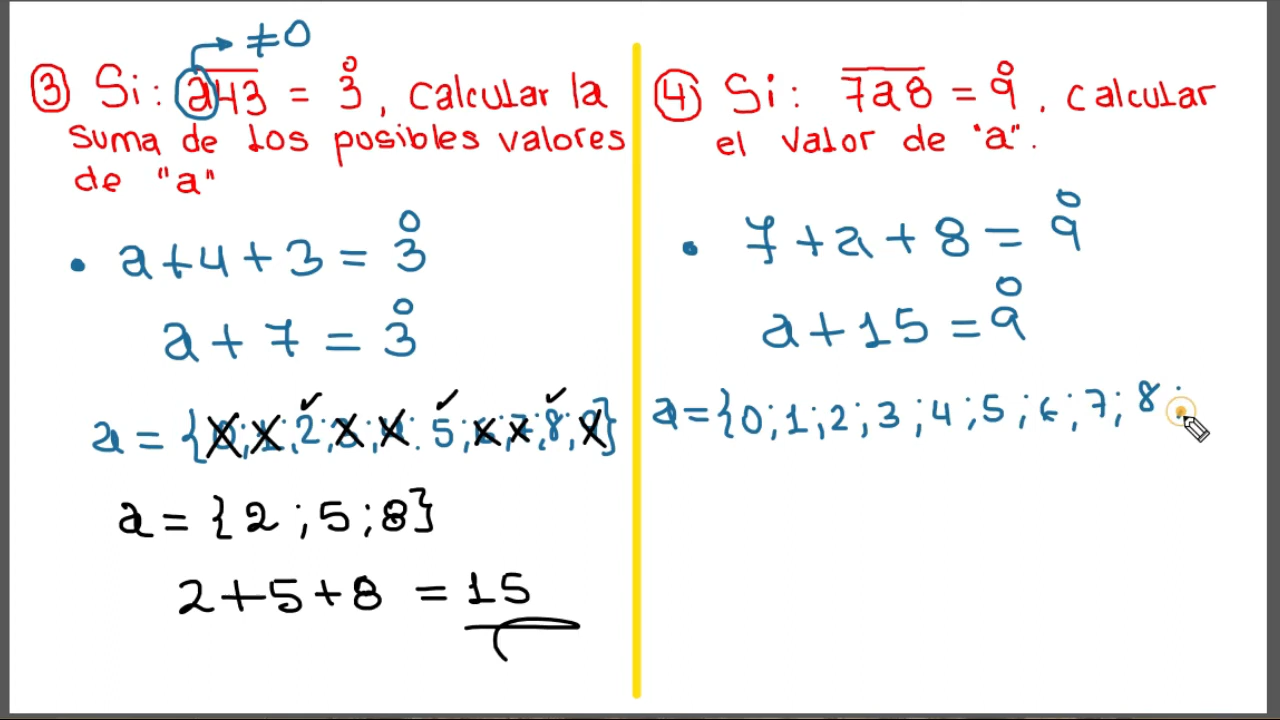 ≠0
③ Si: a43 = 3̊, calcular la
suma de los posibles valores
de "a"
• a+4+3 = 3̊
a + 7 = 3̊
a = {0;1;2;3;4;5;6;7;8;9}
a = {2;5;8}
2+5+8 = 15
④ Si: 7a8 = 9̊. calcular
el valor de "a".
• 7+a+8 = 9̊
a+15 = 9̊
a={0;1;2;3;4;5;6;7;8;